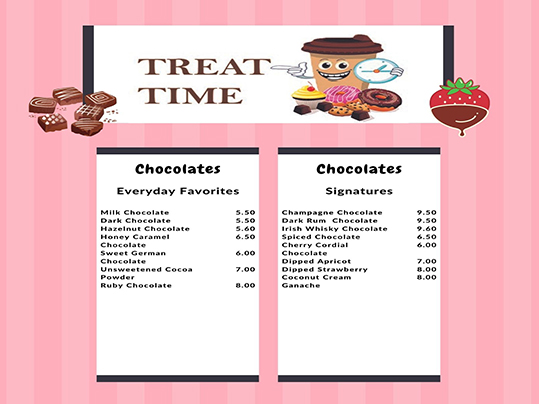 TREAT
TIME
Chocolates
Everyday Favorites
Milk Chocolate 5.50
Dark Chocolate 5.50
Hazelnut Chocolate 5.60
Honey Caramel 6.50
Chocolate
Sweet German 6.00
Chocolate
Unsweetened Cocoa 7.00
Powder
Ruby Chocolate 8.00
Chocolates
Signatures
Champagne Chocolate 9.50
Dark Rum Chocolate 9.50
Irish Whisky Chocolate 9.60
Spiced Chocolate 6.50
Cherry Cordial 6.00
Chocolate
Dipped Apricot 7.00
Dipped Strawberry 8.00
Coconut Cream 8.00
Ganache